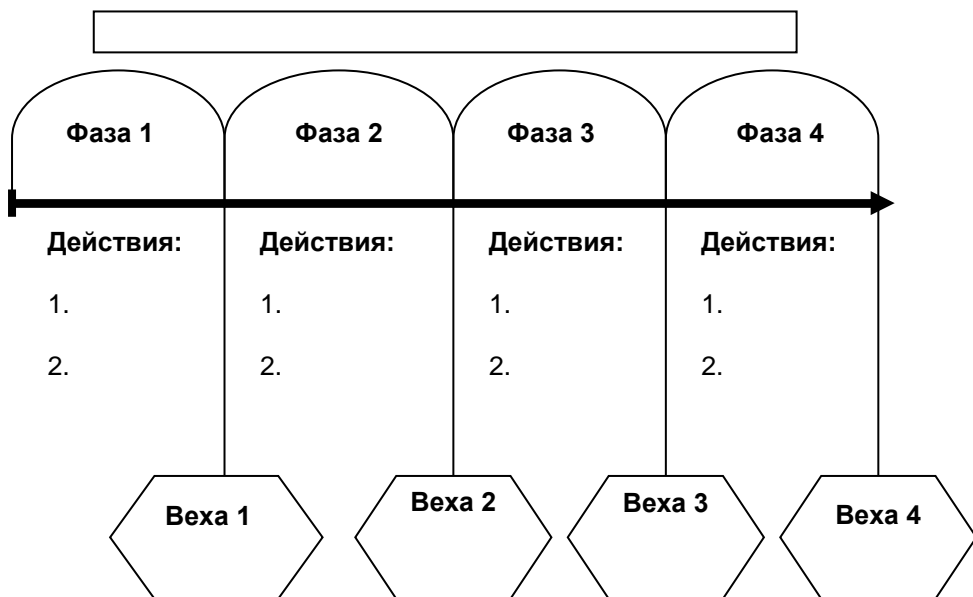 Фаза 1
Фаза 2
Фаза 3
Фаза 4
Действия:
1.
2.
Действия:
1.
2.
Действия:
1.
2.
Действия:
1.
2.
Веха 1
Веха 2
Веха 3
Веха 4